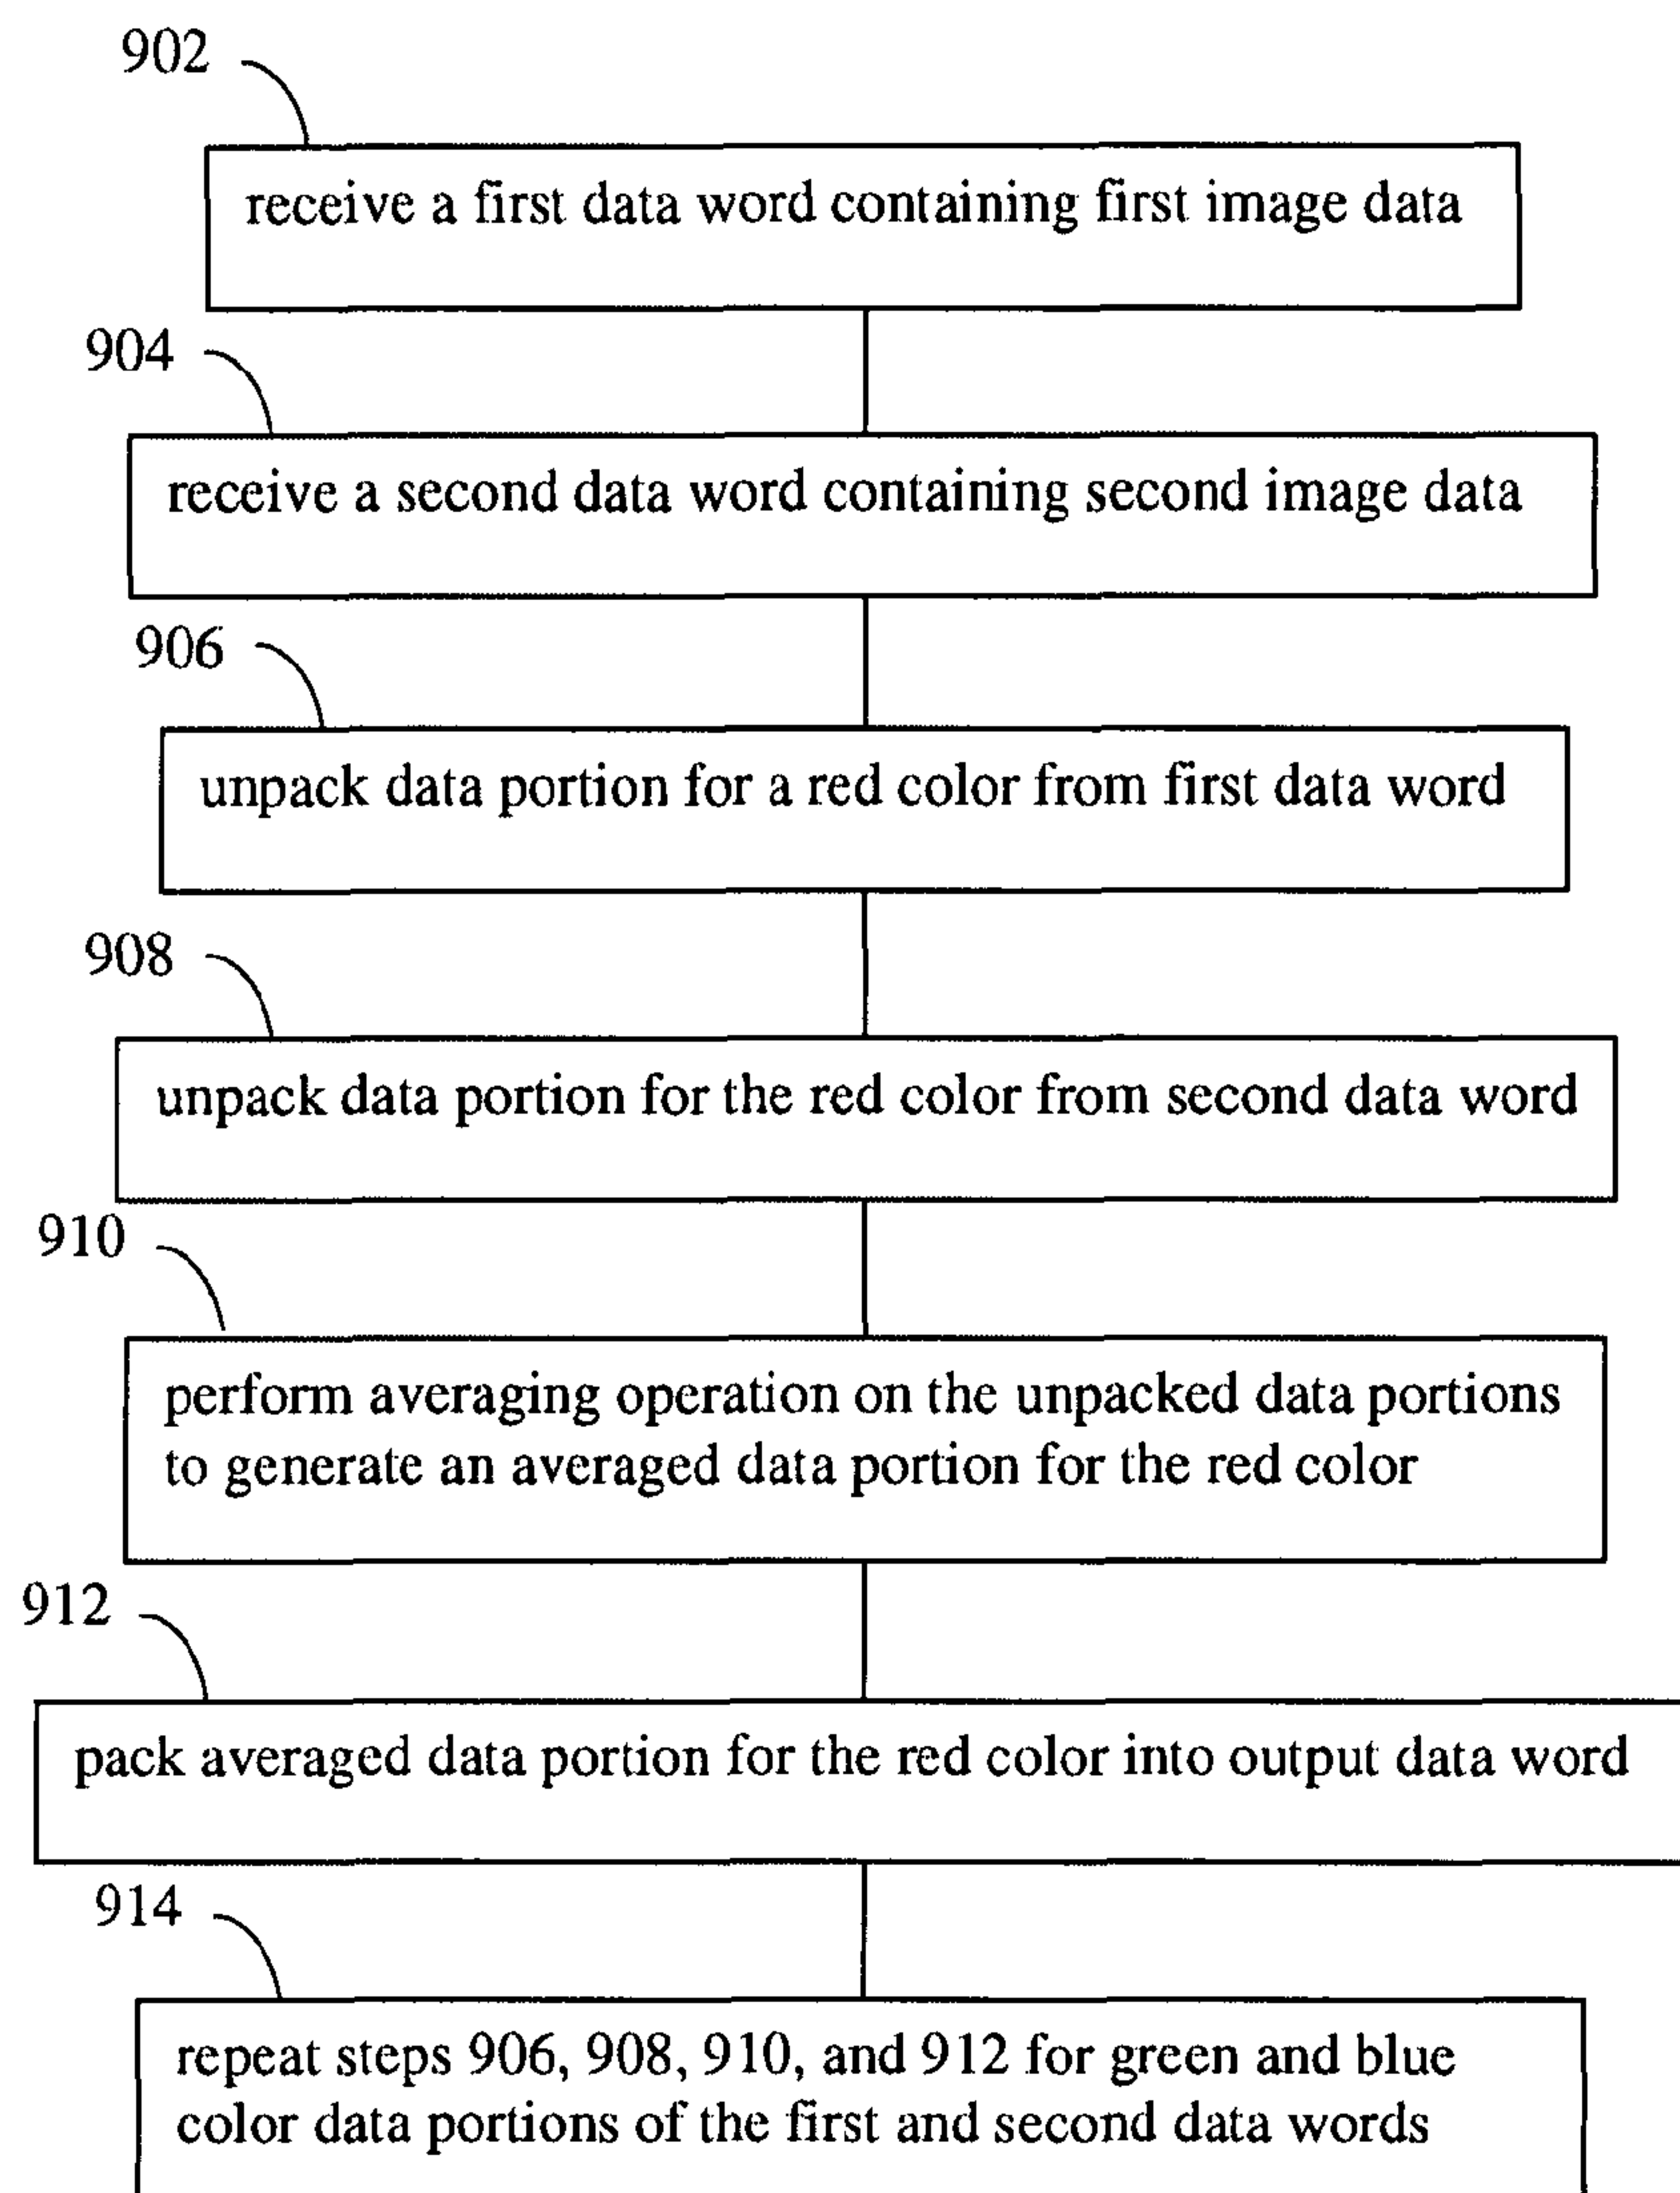 902
receive a first data word containing first image data
904
receive a second data word containing second image data
906
unpack data portion for a red color from first data word
908
unpack data portion for the red color from second data word
910
perform averaging operation on the unpacked data portions
to generate an averaged data portion for the red color
912
pack averaged data portion for the red color into output data word
914
repeat steps 906, 908, 910, and 912 for green and blue
color data portions of the first and second data words